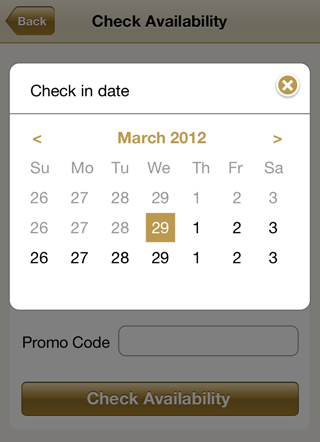 Back Check Availability
Check in date
< March 2012 >
Su Mo Tu We Th Fr Sa
26 27 28 29 1 2 3
26 27 28 29 1 2 3
26 27 28 29 1 2 3
Promo Code
Check Availability